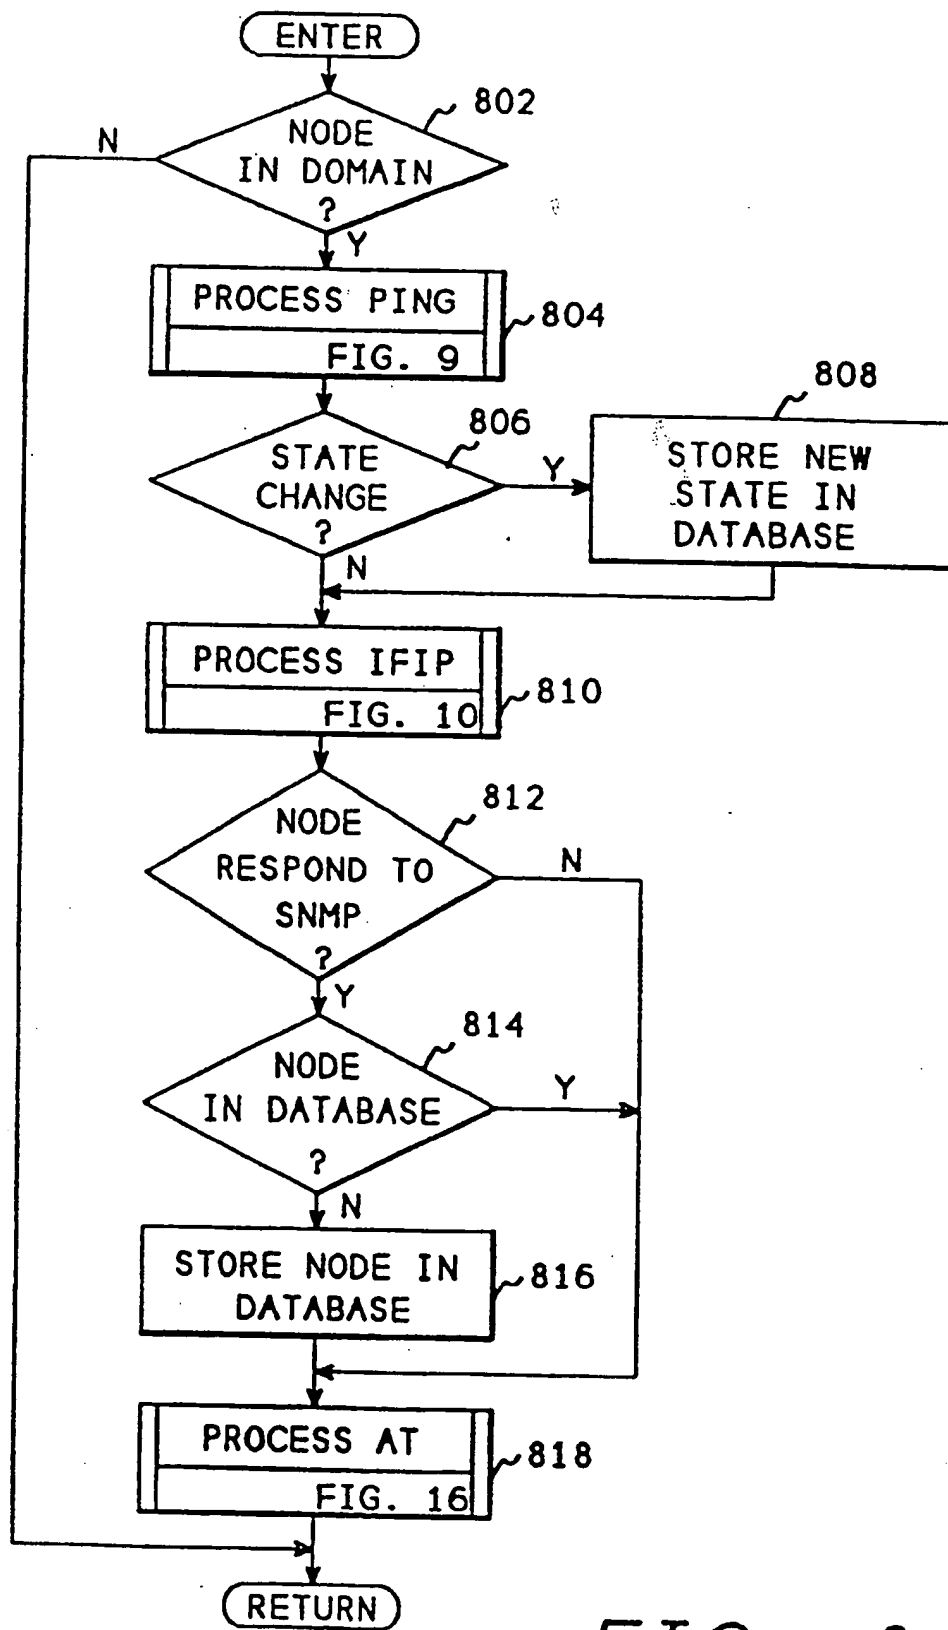 ENTER
802
NODE
IN DOMAIN
?
N
Y
PROCESS PING
FIG. 9
804
806
STATE
CHANGE
?
Y
N
808
STORE NEW
STATE IN
DATABASE
PROCESS IFIP
FIG. 10
810
812
NODE
RESPOND TO
SNMP
?
N
Y
814
NODE
IN DATABASE
?
Y
N
STORE NODE IN
DATABASE
816
PROCESS AT
FIG. 16
818
RETURN